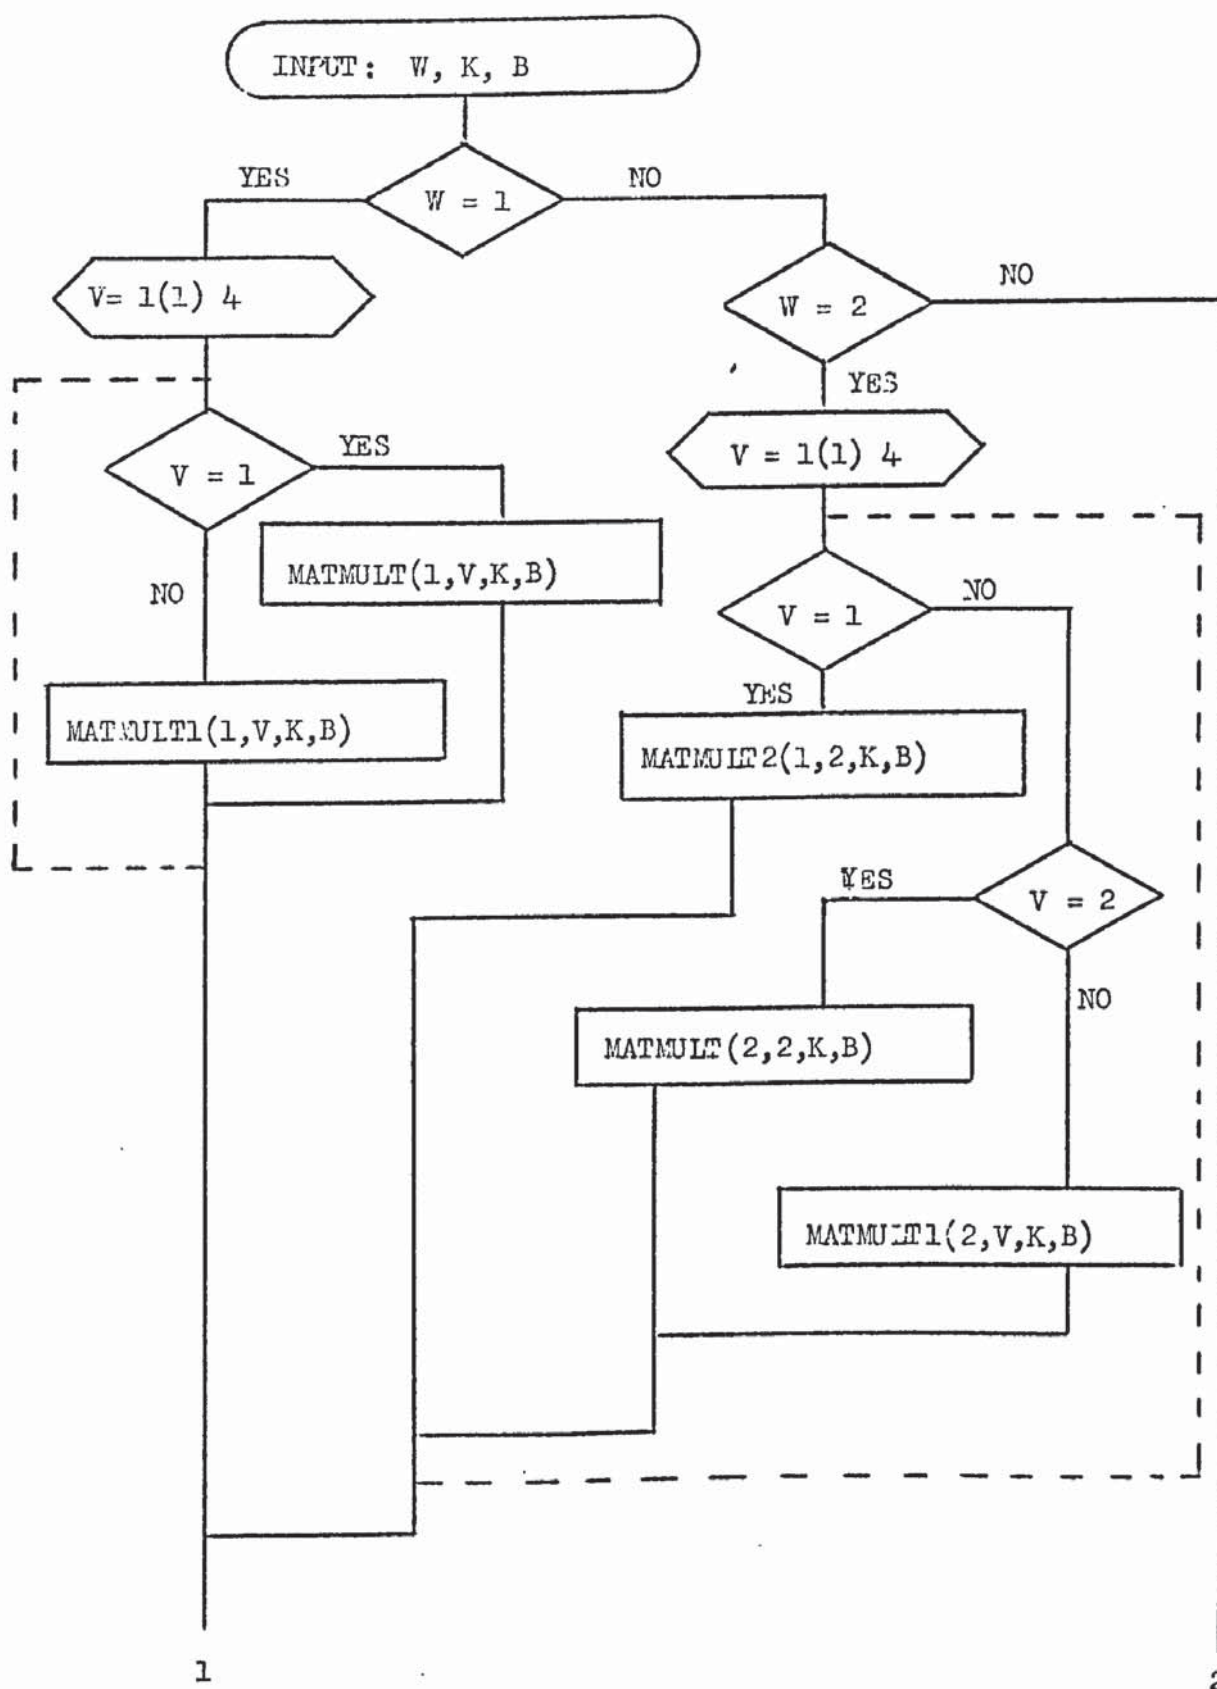 INPUT: W, K, B
YES
NO
W = 1
V= 1(1) 4
W = 2
NO
YES
V = 1
YES
V = 1(1) 4
MATMULT(1,V,K,B)
NO
V = 1
NO
MATMULT1(1,V,K,B)
YES
MATMULT2(1,2,K,B)
YES
V = 2
NO
MATMULT(2,2,K,B)
MATMULT1(2,V,K,B)
1
2